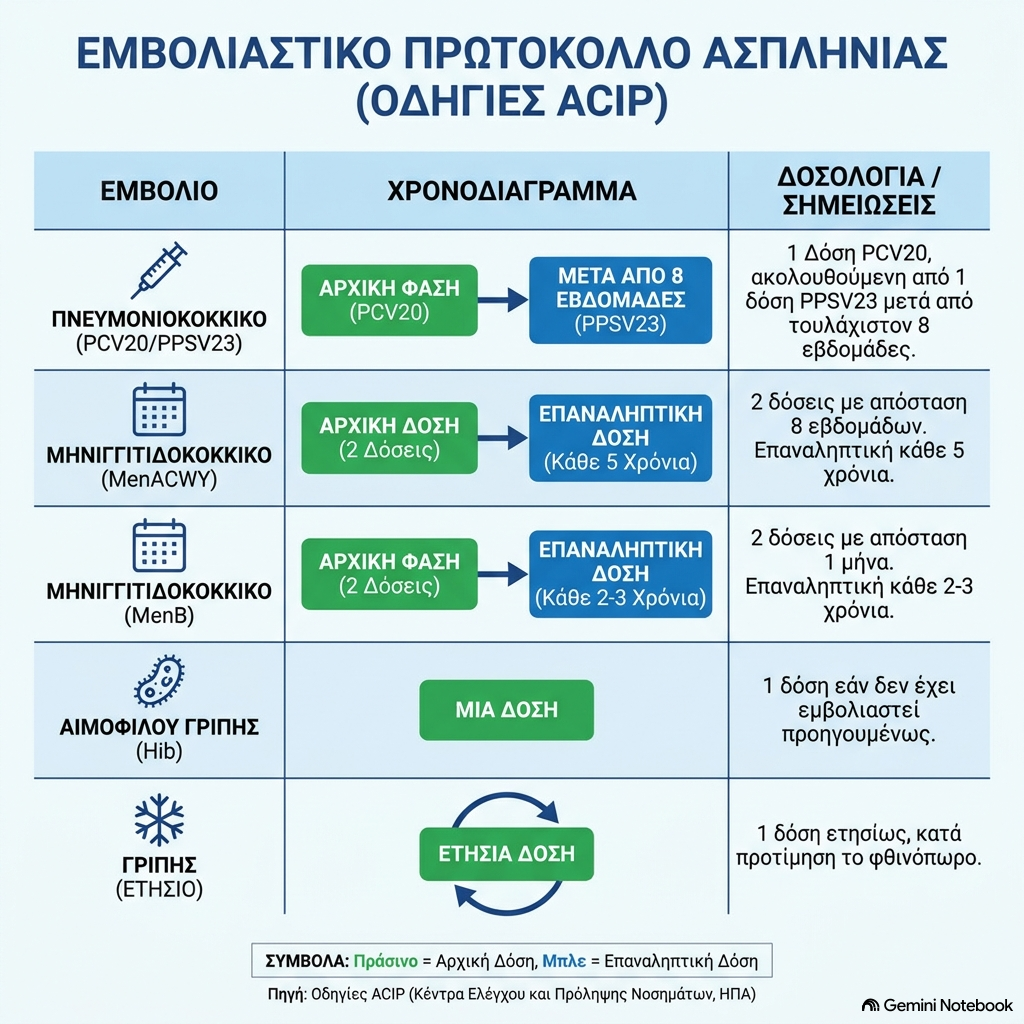 ΕΜΒΟΛΙΑΣΤΙΚΟ ΠΡΩΤΟΚΟΛΛΟ ΑΣΠΛΗΝΙΑΣ
(ΟΔΗΓΙΕΣ ACIP)
ΕΜΒΟΛΙΟ
ΧΡΟΝΟΔΙΑΓΡΑΜΜΑ
ΔΟΣΟΛΟΓΙΑ /
ΣΗΜΕΙΩΣΕΙΣ
ΠΝΕΥΜΟΝΙΟΚΟΚΚΙΚΟ
(PCV20/PPSV23)
ΑΡΧΙΚΗ ΦΑΣΗ
(PCV20)
ΜΕΤΑ ΑΠΟ 8
ΕΒΔΟΜΑΔΕΣ
(PPSV23)
1 Δόση PCV20,
ακολουθούμενη από 1
δόση PPSV23 μετά από
τουλάχιστον 8
εβδομάδες.
ΜΗΝΙΓΓΙΤΙΔΟΚΟΚΚΙΚΟ
(MenACWY)
ΑΡΧΙΚΗ ΔΟΣΗ
(2 Δόσεις)
ΕΠΑΝΑΛΗΠΤΙΚΗ
ΔΟΣΗ
(Κάθε 5 Χρόνια)
2 δόσεις με απόσταση
8 εβδομάδων.
Επαναληπτική κάθε 5
χρόνια.
ΜΗΝΙΓΓΙΤΙΔΟΚΟΚΚΙΚΟ
(MenB)
ΑΡΧΙΚΗ ΦΑΣΗ
(2 Δόσεις)
ΕΠΑΝΑΛΗΠΤΙΚΗ
ΔΟΣΗ
(Κάθε 2-3 Χρόνια)
2 δόσεις με απόσταση
1 μήνα.
Επαναληπτική κάθε 2-3
χρόνια.
ΑΙΜΟΦΙΛΟΥ ΓΡΙΠΗΣ
(Hib)
ΜΙΑ ΔΟΣΗ
1 δόση εάν δεν έχει
εμβολιαστεί
προηγουμένως.
ΓΡΙΠΗΣ
(ΕΤΗΣΙΟ)
ΕΤΗΣΙΑ ΔΟΣΗ
1 δόση ετησίως, κατά
προτίμηση το φθινόπωρο.
ΣΥΜΒΟΛΑ: Πράσινο = Αρχική Δόση, Μπλε = Επαναληπτική Δόση
Πηγή: Οδηγίες ACIP (Κέντρα Ελέγχου και Πρόληψης Νοσημάτων, ΗΠΑ)
Gemini Notebook